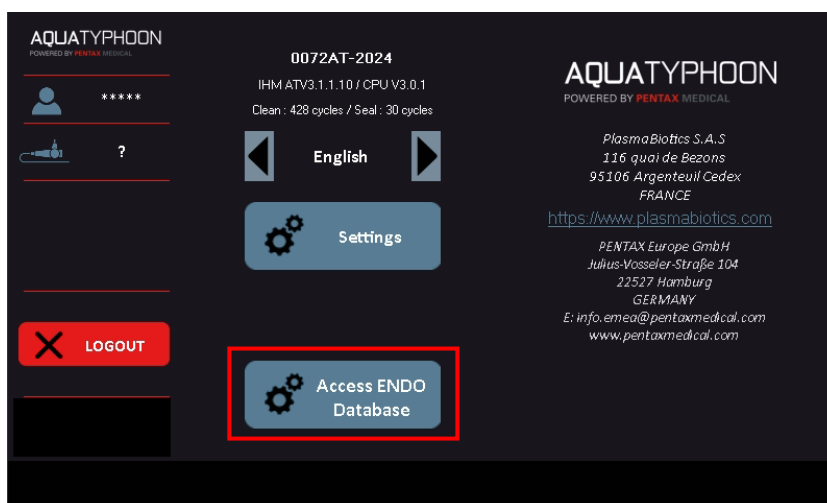 AQUATYPHOON
POWERED BY PENTAX MEDICAL
*****
?
LOGOUT
0072AT-2024
IHM ATV3.1.1.10 / CPU V3.0.1
Clean : 428 cycles / Seal : 30 cycles
English
Settings
Access ENDO
Database
AQUATYPHOON
POWERED BY PENTAX MEDICAL
PlasmaBiotics S.A.S
116 quai de Bezons
95106 Argenteuil Cedex
FRANCE
https://www.plasmabiotics.com
PENTAX Europe GmbH
Julius-Vosseler-Straße 104
22527 Hamburg
GERMANY
E: info.emea@pentaxmedical.com
www.pentaxmedical.com